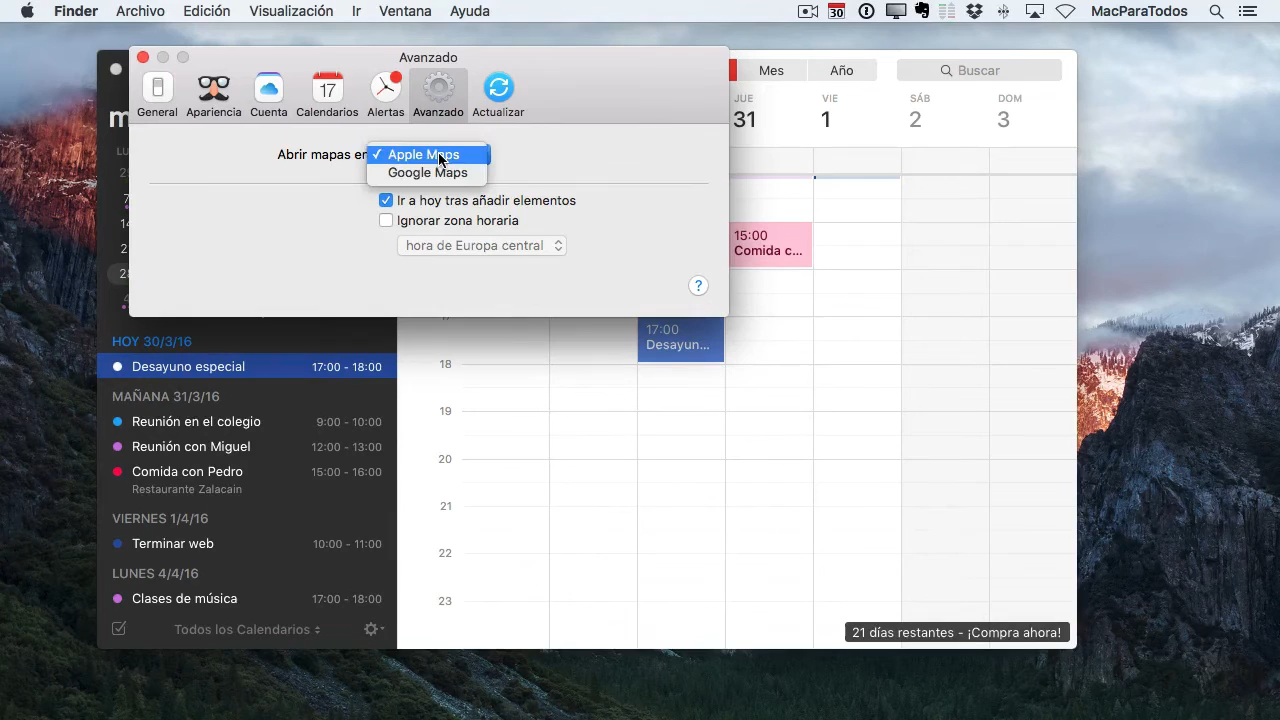 Finder Archivo Edición Visualización Ir Ventana Ayuda 30 MacParaTodos
Avanzado
General Apariencia Cuenta 17 Calendarios Alertas Avanzado Actualizar
Abrir mapas en
✓ Apple Maps
Google Maps
Ir a hoy tras añadir elementos
Ignorar zona horaria
hora de Europa central
?
Mes Año Buscar
JUE VIE SÁB DOM
31 1 2 3
15:00
Comida c...
17:00
Desayun...
18
19
20
21
22
23
m
LU
7
14
28
HOY 30/3/16
Desayuno especial 17:00 - 18:00
MAÑANA 31/3/16
Reunión en el colegio 9:00 - 10:00
Reunión con Miguel 12:00 - 13:00
Comida con Pedro 15:00 - 16:00
Restaurante Zalacain
VIERNES 1/4/16
Terminar web 10:00 - 11:00
LUNES 4/4/16
Clases de música 17:00 - 18:00
Todos los Calendarios
21 días restantes - ¡Compra ahora!